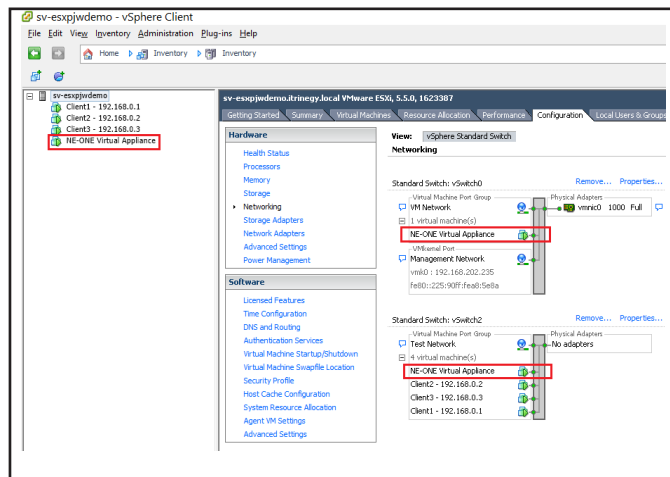 sv-esxpjwdemo - vSphere Client
File Edit View Inventory Administration Plug-ins Help
Home Inventory Inventory
sv-esxpjwdemo
Client1 - 192.168.0.1
Client2 - 192.168.0.2
Client3 - 192.168.0.3
NE-ONE Virtual Appliance
sv-esxpjwdemo.itrinegy.local VMware ESXi, 5.5.0, 1623387
Getting Started Summary Virtual Machines Resource Allocation Performance Configuration Local Users & Groups
Hardware
Health Status
Processors
Memory
Storage
Networking
Storage Adapters
Network Adapters
Advanced Settings
Power Management
Software
Licensed Features
Time Configuration
DNS and Routing
Authentication Services
Virtual Machine Startup/Shutdown
Virtual Machine Swapfile Location
Security Profile
Host Cache Configuration
System Resource Allocation
Agent VM Settings
Advanced Settings
View: vSphere Standard Switch
Networking
Standard Switch: vSwitch0 Remove... Properties...
Virtual Machine Port Group Physical Adapters
VM Network vmnic0 1000 Full
1 virtual machine(s)
NE-ONE Virtual Appliance
VMkernel Port
Management Network
vmk0 : 192.168.202.235
fe80::225:90ff:fea8:5e8a
Standard Switch: vSwitch2 Remove... Properties...
Virtual Machine Port Group Physical Adapters
Test Network No adapters
4 virtual machine(s)
NE-ONE Virtual Appliance
Client2 - 192.168.0.2
Client3 - 192.168.0.3
Client1 - 192.168.0.1